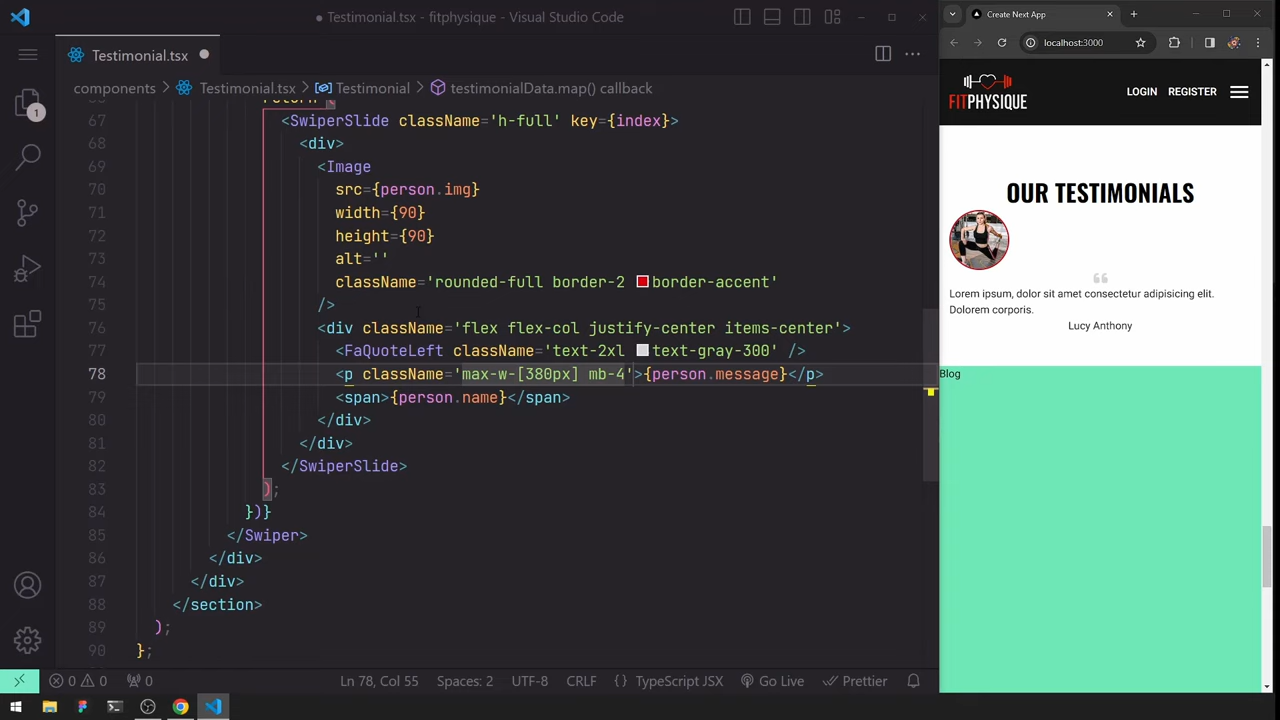 ● Testimonial.tsx - fitphysique - Visual Studio Code
Testimonial.tsx
components > Testimonial.tsx > Testimonial > testimonialData.map() callback
67 <SwiperSlide className='h-full' key={index}>
68 <div>
69 <Image
70 src={person.img}
71 width={90}
72 height={90}
73 alt=''
74 className='rounded-full border-2 border-accent'
75 />
76 <div className='flex flex-col justify-center items-center'>
77 <FaQuoteLeft className='text-2xl text-gray-300' />
78 <p className='max-w-[380px] mb-4'>{person.message}</p>
79 <span>{person.name}</span>
80 </div>
81 </div>
82 </SwiperSlide>
83 );
84 })}
85 </Swiper>
86 </div>
87 </div>
88 </section>
89 );
90 };
1
0 0 0 Ln 78, Col 55 Spaces: 2 UTF-8 CRLF {} TypeScript JSX Go Live Prettier
Create Next App
localhost:3000
FITPHYSIQUE
LOGIN REGISTER
OUR TESTIMONIALS
Lorem ipsum, dolor sit amet consectetur adipisicing elit.
Dolorem corporis.
Lucy Anthony
Blog